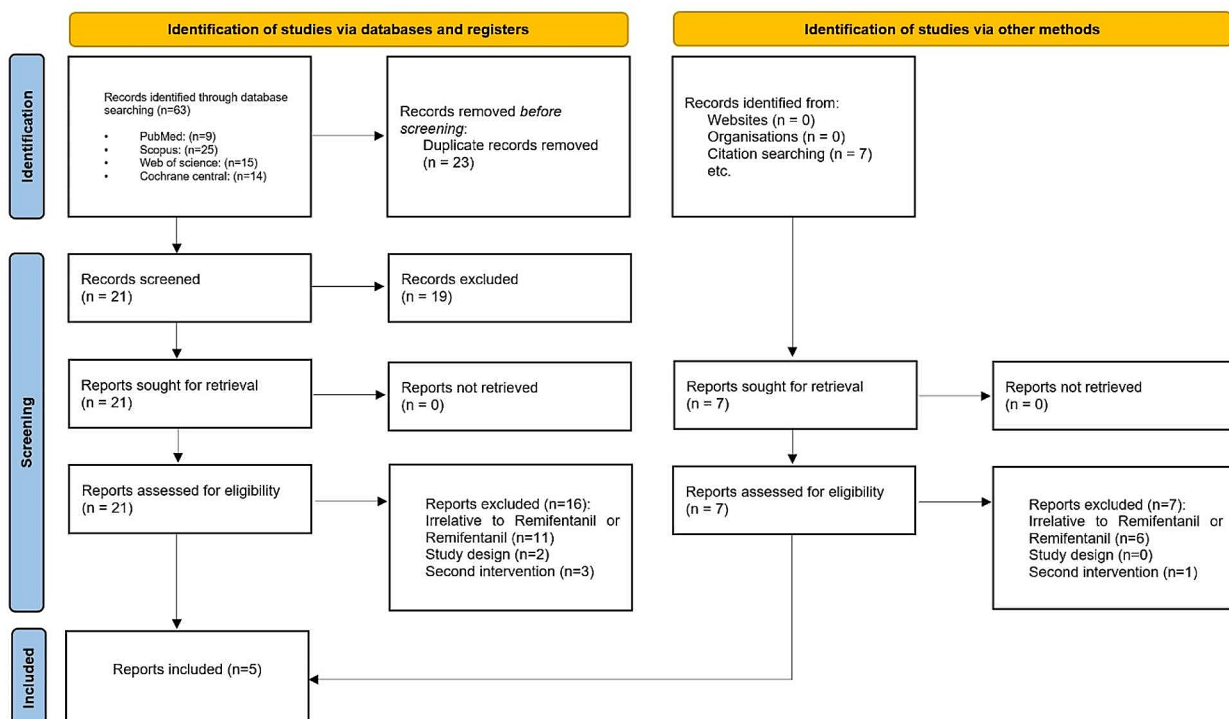 Identification of studies via databases and registers
Identification of studies via other methods
Identification
Records identified through database
searching (n=63)
• PubMed: (n=9)
• Scopus: (n=25)
• Web of science: (n=15)
• Cochrane central: (n=14)
Records removed before
screening:
Duplicate records removed
(n = 23)
Records identified from:
Websites (n = 0)
Organisations (n = 0)
Citation searching (n = 7)
etc.
Screening
Records screened
(n = 21)
Records excluded
(n = 19)
Reports sought for retrieval
(n = 21)
Reports not retrieved
(n = 0)
Reports sought for retrieval
(n = 7)
Reports not retrieved
(n = 0)
Reports assessed for eligibility
(n = 21)
Reports excluded (n=16):
Irrelative to Remifentanil or
Remifentanil (n=11)
Study design (n=2)
Second intervention (n=3)
Reports assessed for eligibility
(n = 7)
Reports excluded (n=7):
Irrelative to Remifentanil or
Remifentanil (n=6)
Study design (n=0)
Second intervention (n=1)
Included
Reports included (n=5)